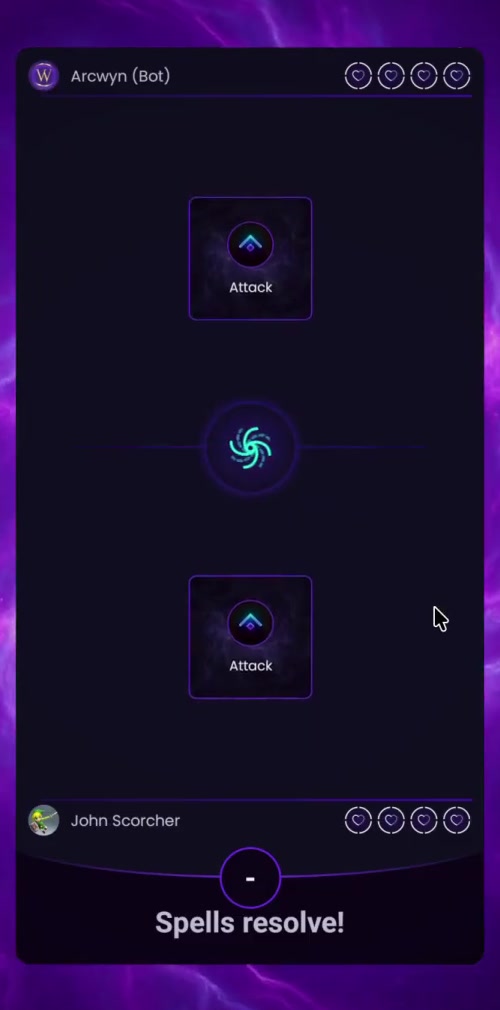 W
Arcwyn (Bot)
Attack
Attack
John Scorcher
-
Spells resolve!